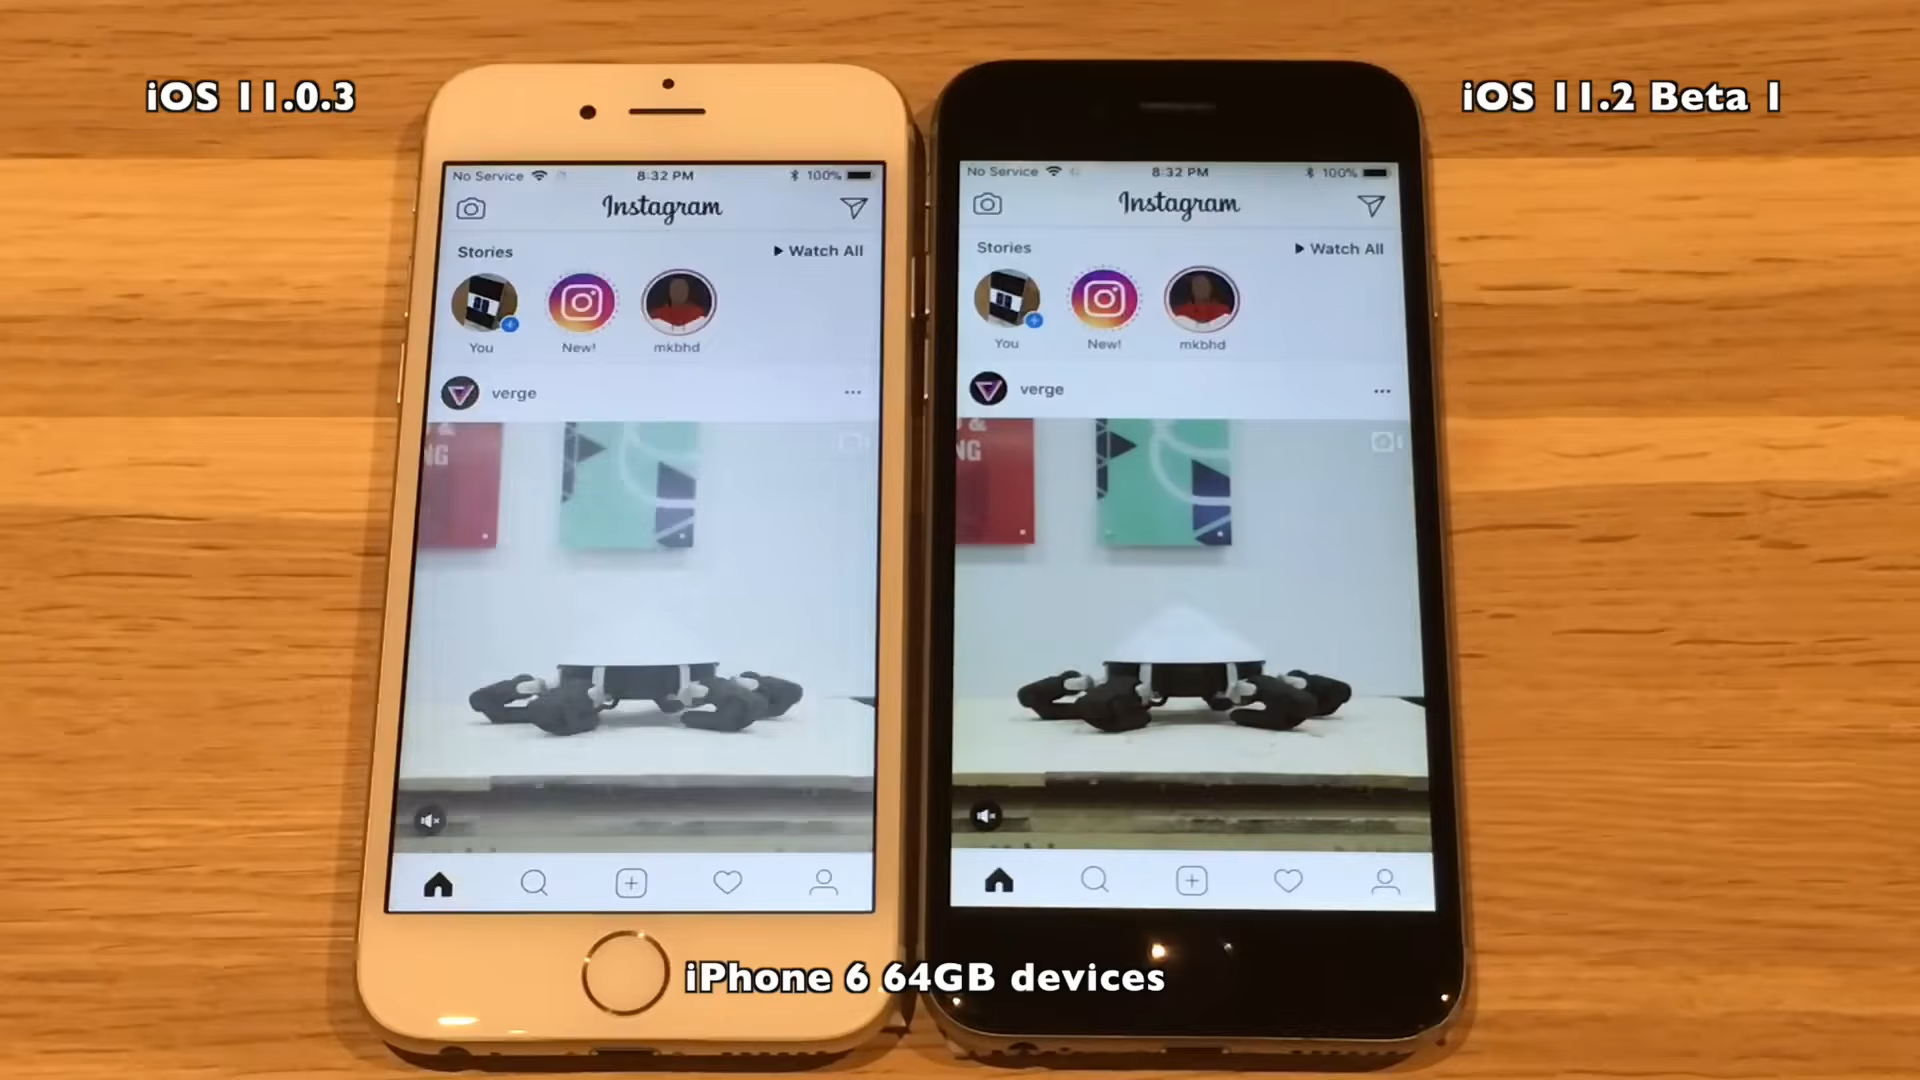 iOS 11.0.3
iOS 11.2 Beta 1
No Service
8:32 PM
100%
Instagram
Stories
Watch All
You
New!
mkbhd
verge
&
NG
No Service
8:32 PM
100%
Instagram
Stories
Watch All
You
New!
mkbhd
verge
&
NG
iPhone 6 64GB devices